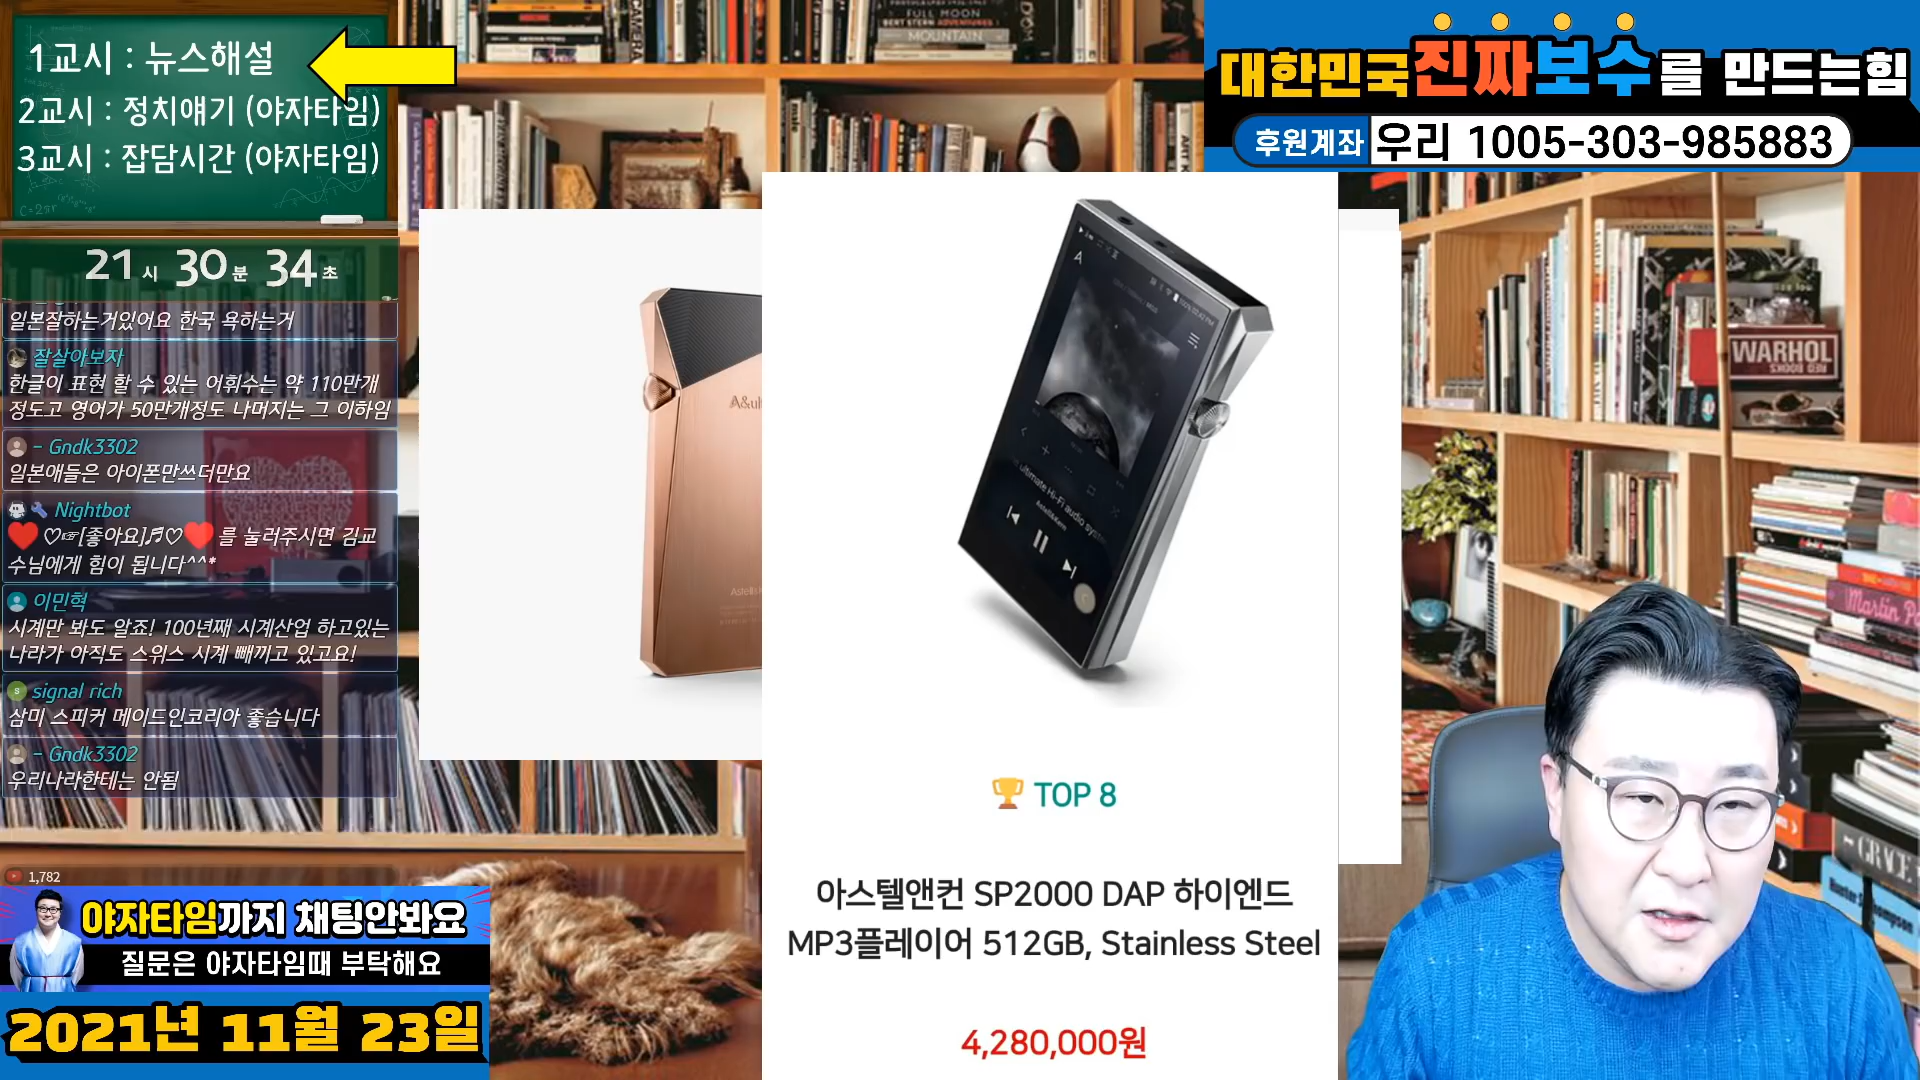 1교시 : 뉴스해설
2교시 : 정치얘기 (야자타임)
3교시 : 잡담시간 (야자타임)
21시 30분 34초
일본잘하는거있어요 한국 욕하는거
잘살아보자
한글이 표현 할 수 있는 어휘수는 약 110만개
정도고 영어가 50만개정도 나머지는 그 이하임
- Gndk3302
일본애들은 아이폰만쓰더만요
Nightbot
♥♡☞[좋아요]♬♡♥를 눌러주시면 김교
수님에게 힘이 됩니다^^*
이민혁
시계만 봐도 알죠! 100년째 시계산업 하고있는
나라가 아직도 스위스 시계 빼끼고 있고요!
signal rich
삼미 스피커 메이드인코리아 좋습니다
- Gndk3302
우리나라한테는 안됨
1,782
야자타임까지 채팅안봐요
질문은 야자타임때 부탁해요
2021년 11월 23일
대한민국진짜보수를 만드는힘
후원계좌 우리 1005-303-985883
FULL MOON
MOUNTAIN
WARHOL
A&ul
TOP 8
아스텔앤컨 SP2000 DAP 하이엔드
MP3플레이어 512GB, Stainless Steel
4,280,000원